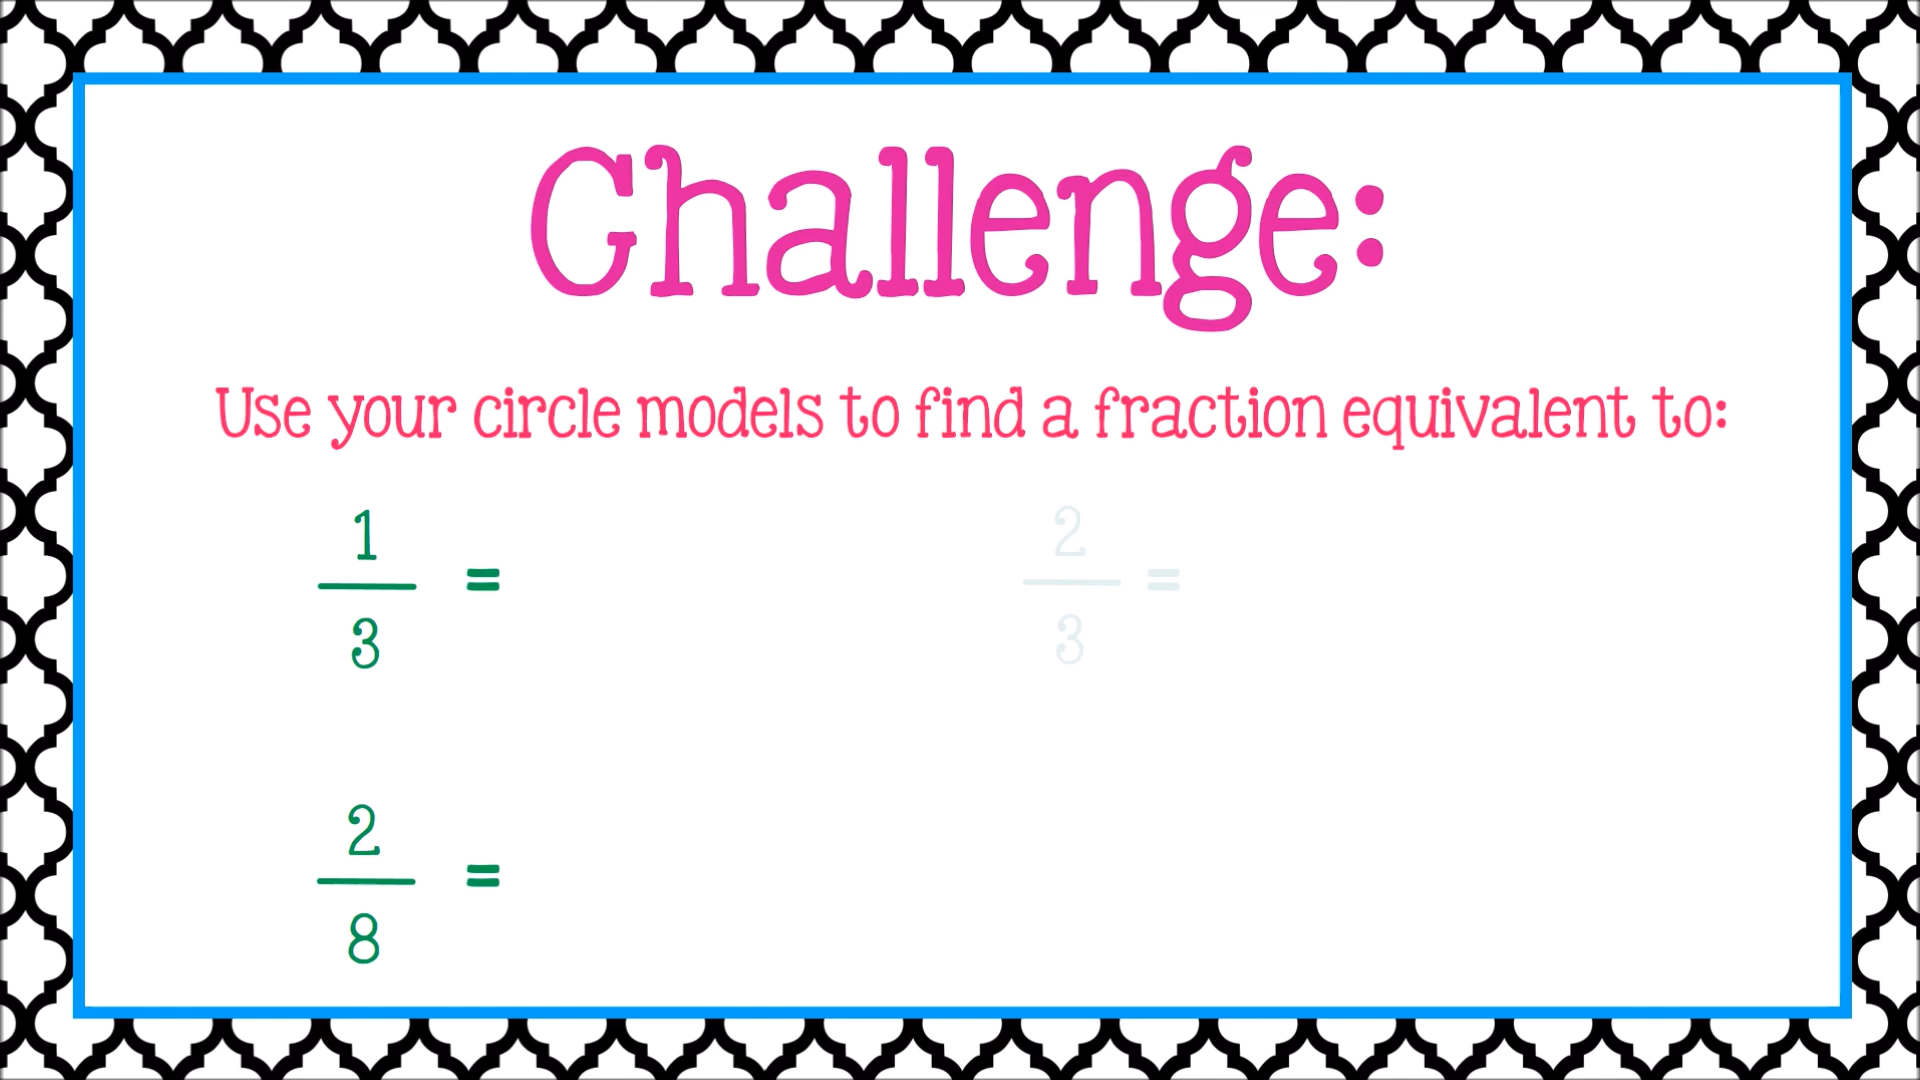 Challenge:
Use your circle models to find a fraction equivalent to:
1/3 =
2/3 =
2/8 =